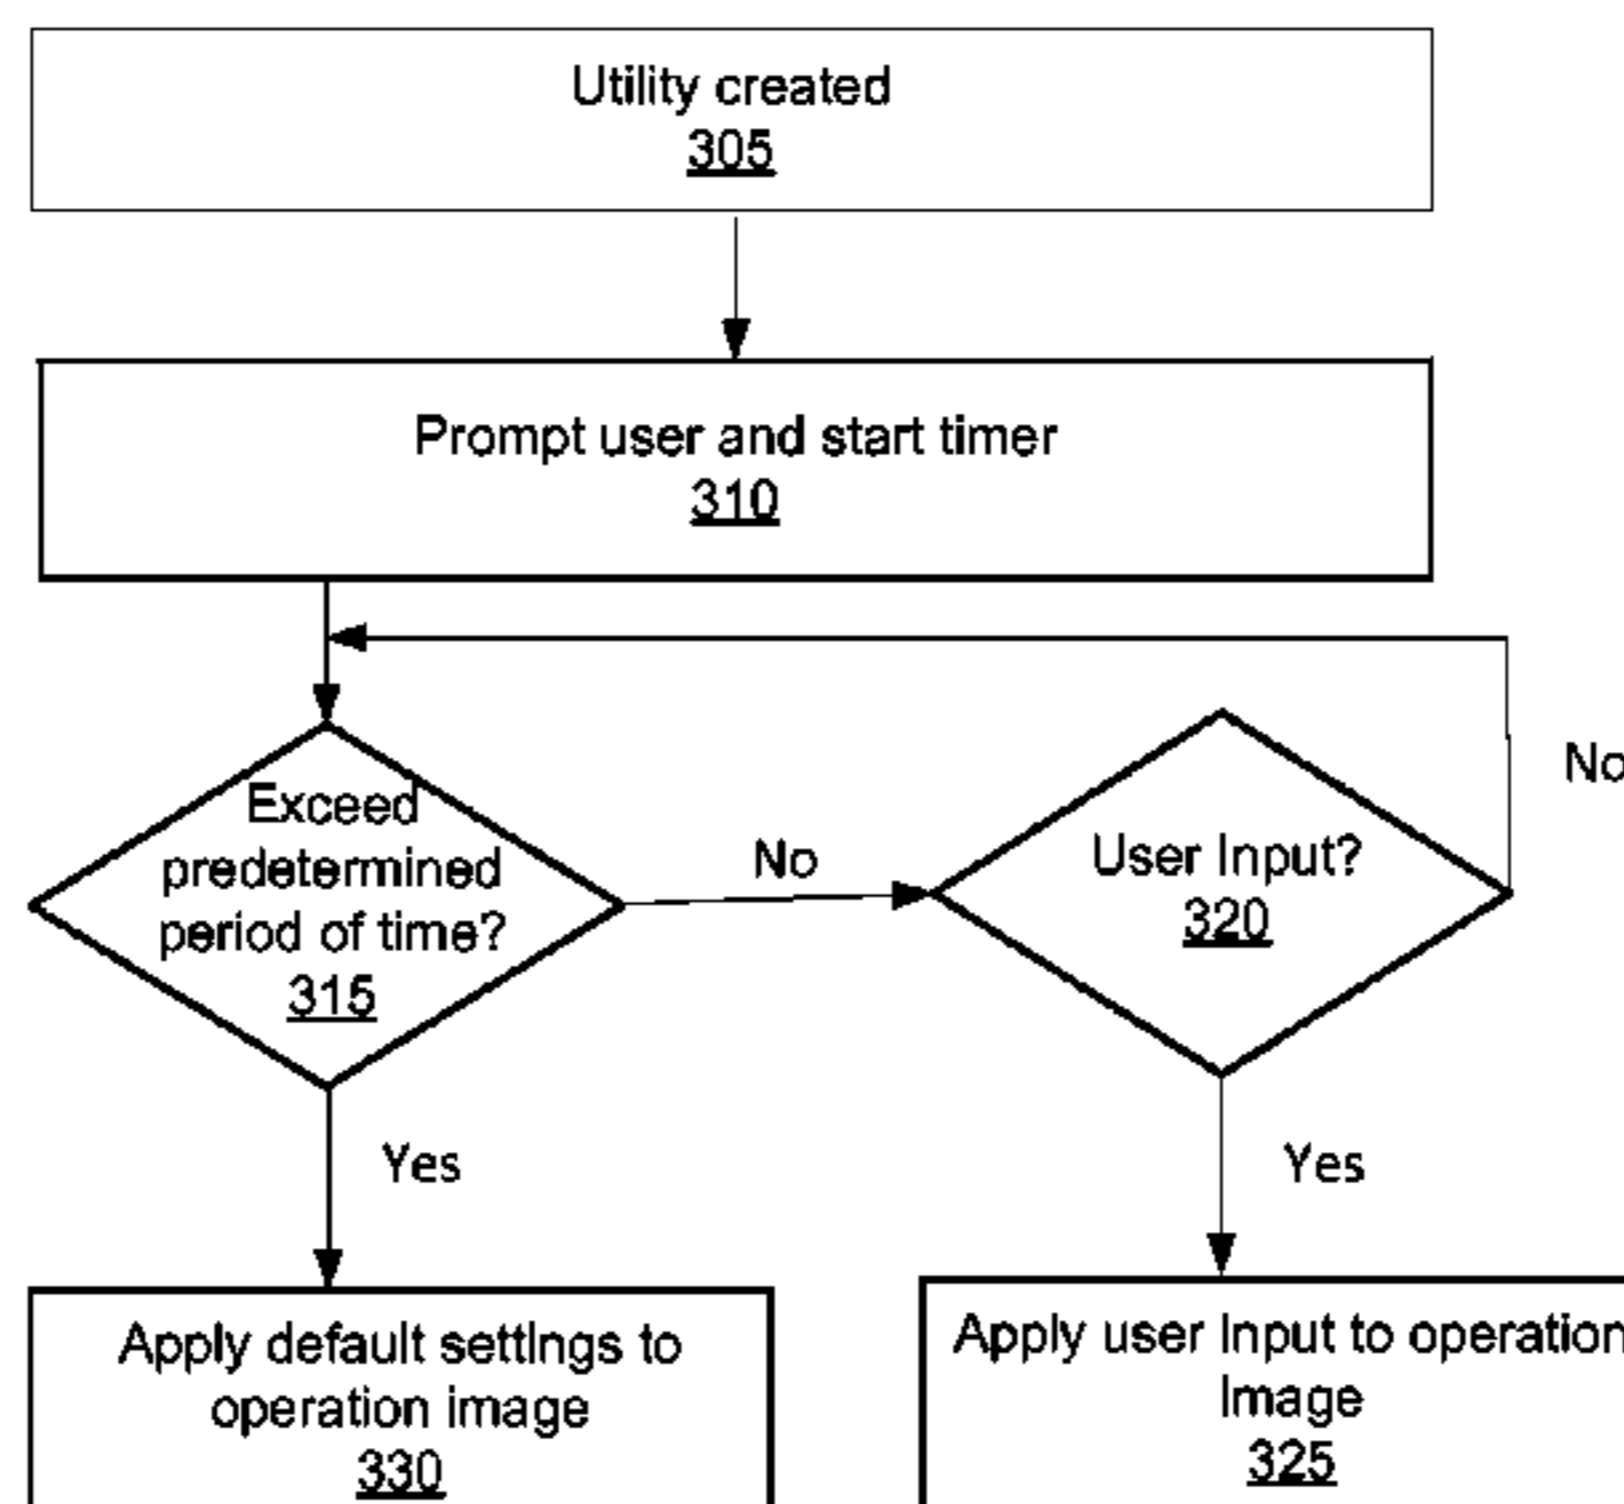 Utility created
305
Prompt user and start timer
310
Exceed
predetermined
period of time?
315
No
User Input?
320
No
Yes
Yes
Apply default settings to
operation image
330
Apply user Input to operation
Image
325